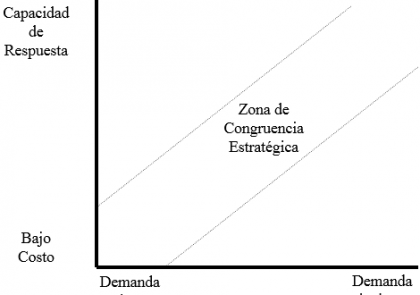 Capacidad
de
Respuesta
Zona de
Congruencia
Estratégica
Bajo
Costo
Demanda
Demanda